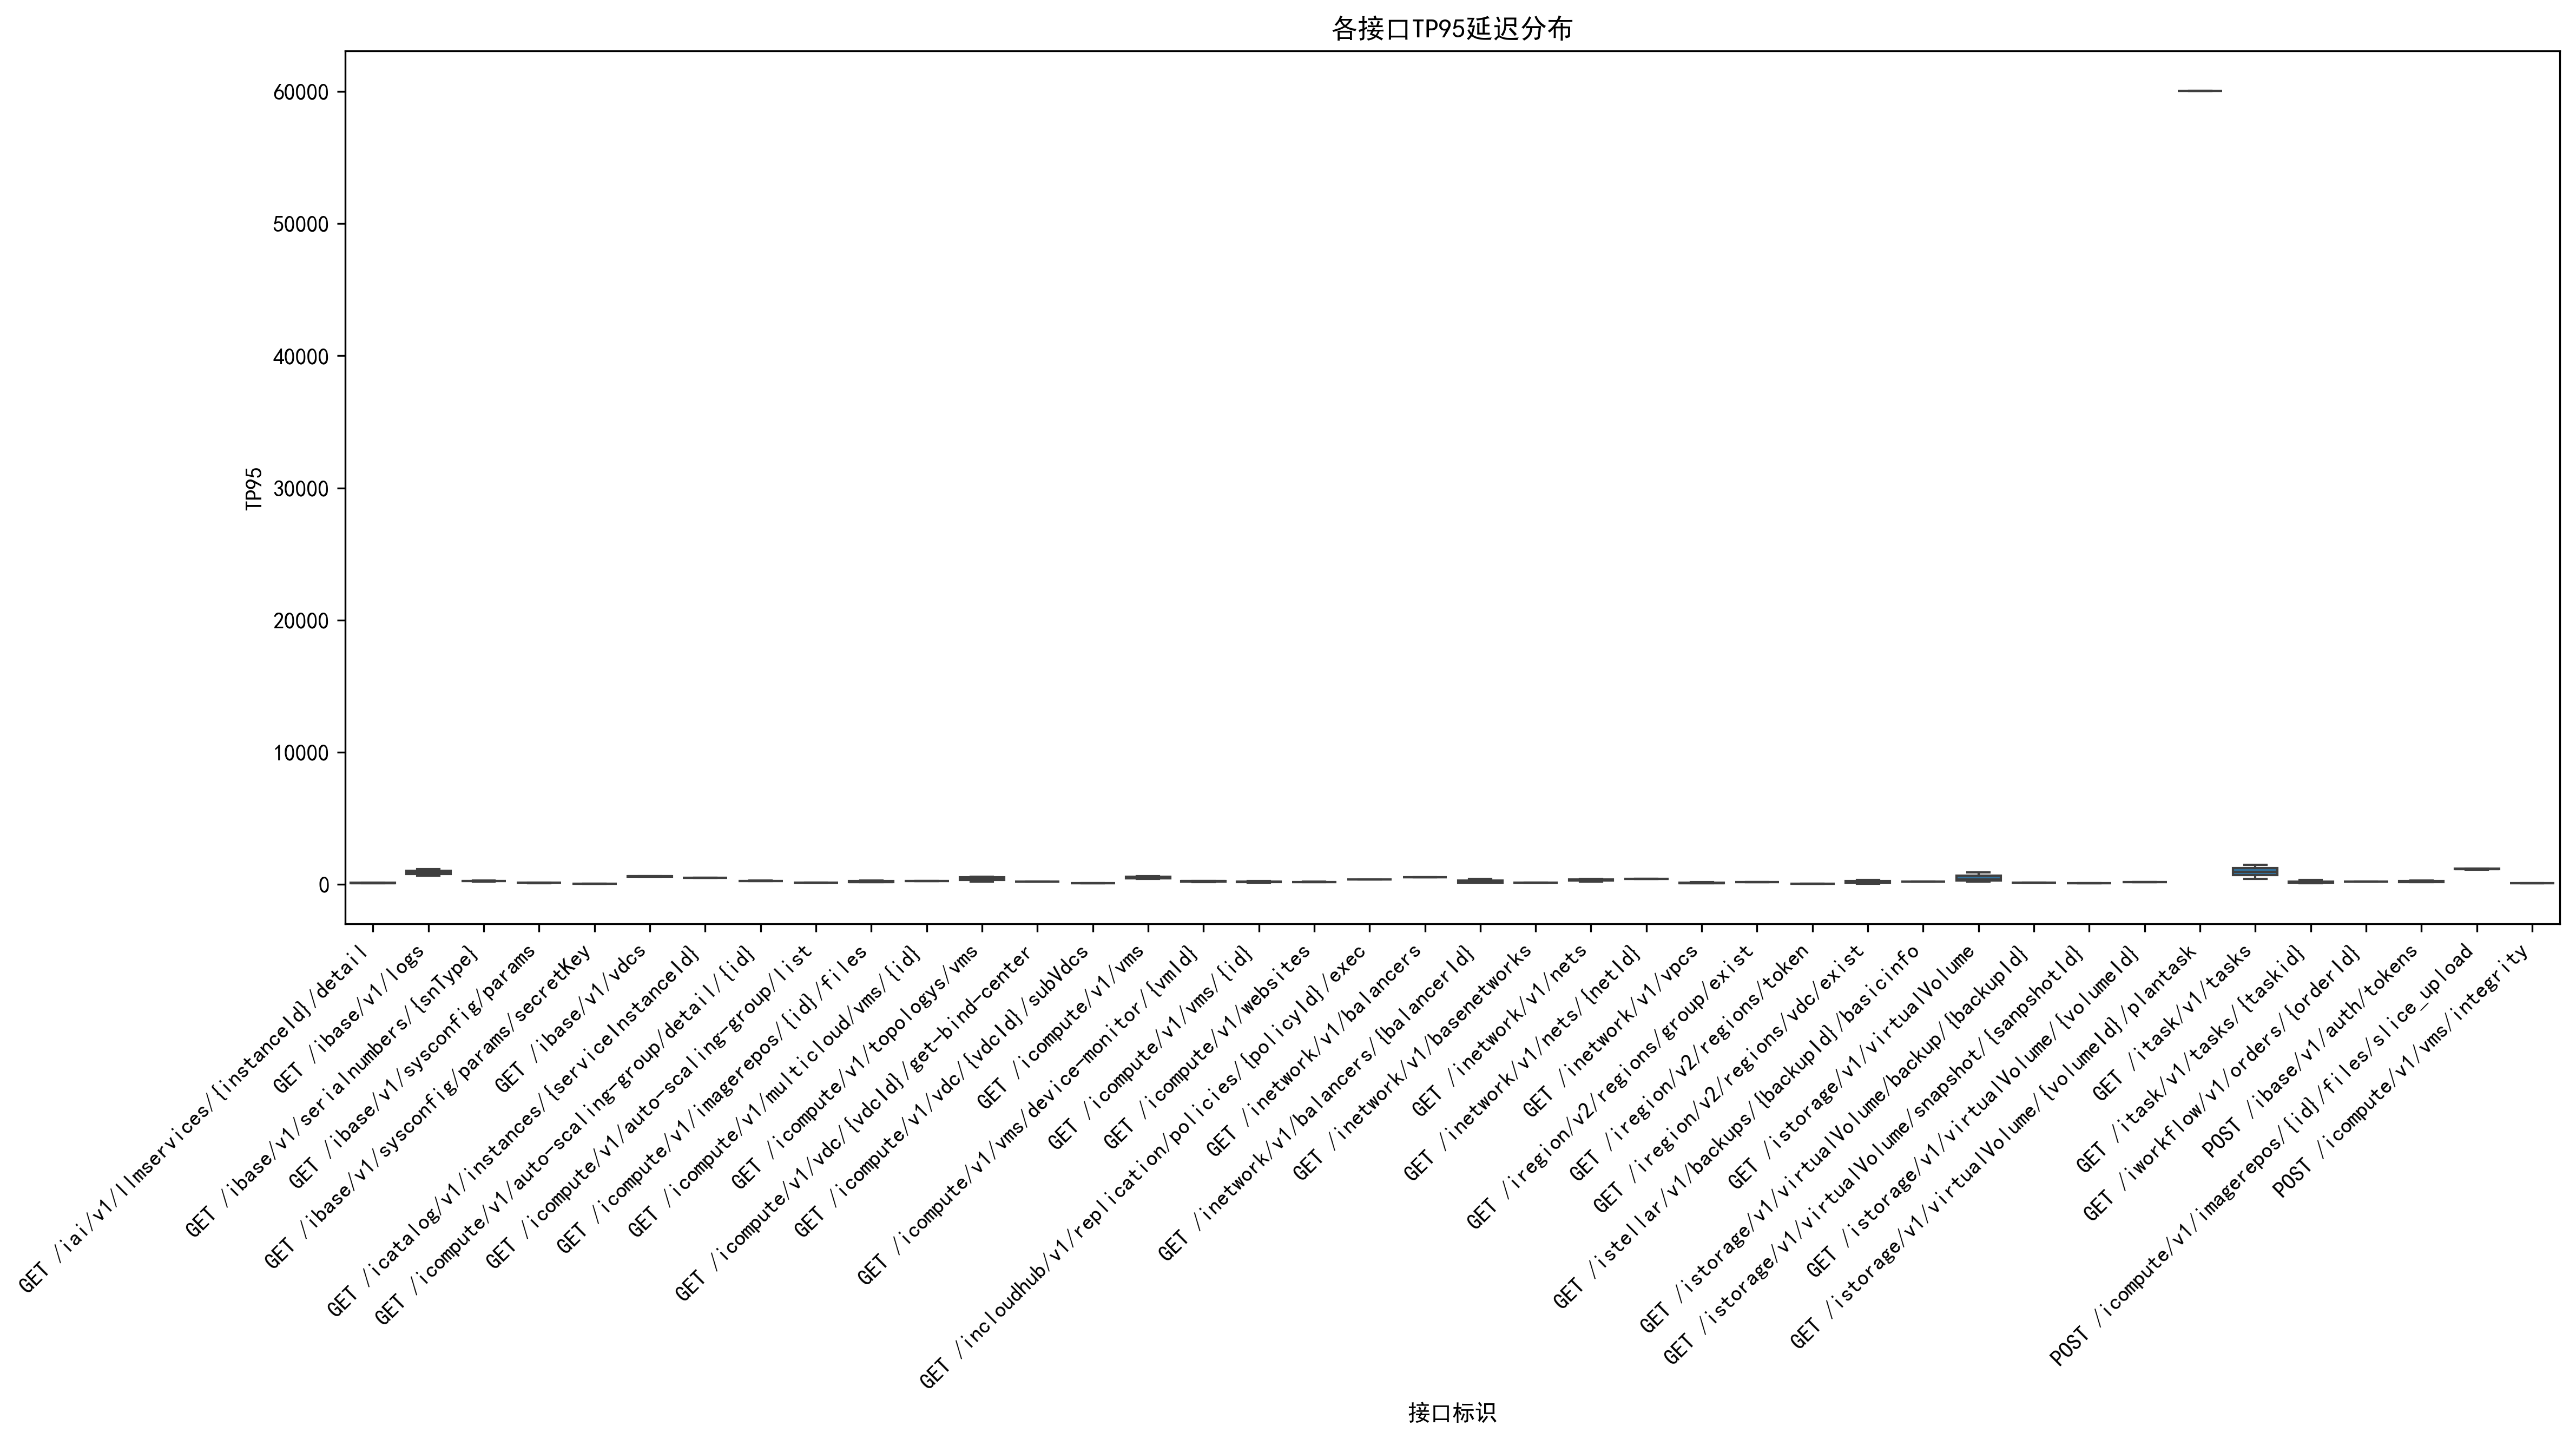 各接口TP95延迟分布
TP95
60000
50000
40000
30000
20000
10000
0
GET /iai/v1/llmservices/{instanceId}/detail
GET /ibase/v1/logs
GET /ibase/v1/serialnumbers/{snType}
GET /ibase/v1/sysconfig/params
GET /ibase/v1/sysconfig/params/secretKey
GET /ibase/v1/vdcs
GET /icatalog/v1/instances/{serviceInstanceId}
GET /icompute/v1/auto-scaling-group/detail/{id}
GET /icompute/v1/auto-scaling-group/list
GET /icompute/v1/imagerepos/{id}/files
GET /icompute/v1/multicloud/vms/{id}
GET /icompute/v1/topologys/vms
GET /icompute/v1/vdc/{vdcId}/get-bind-center
GET /icompute/v1/vdc/{vdcId}/subVdcs
GET /icompute/v1/vms
GET /icompute/v1/vms/device-monitor/{vmId}
GET /icompute/v1/vms/{id}
GET /icompute/v1/websites
GET /incloudhub/v1/replication/policies/{policyId}/exec
GET /inetwork/v1/balancers
GET /inetwork/v1/balancers/{balancerId}
GET /inetwork/v1/basenetworks
GET /inetwork/v1/nets
GET /inetwork/v1/nets/{netId}
GET /inetwork/v1/vpcs
GET /iregion/v2/regions/group/exist
GET /iregion/v2/regions/token
GET /iregion/v2/regions/vdc/exist
GET /istellar/v1/backups/{backupId}/basicinfo
GET /istorage/v1/virtualVolume
GET /istorage/v1/virtualVolume/backup/{backupId}
GET /istorage/v1/virtualVolume/snapshot/{sanpshotId}
GET /istorage/v1/virtualVolume/{volumeId}
GET /istorage/v1/virtualVolume/{volumeId}/plantask
GET /itask/v1/tasks
GET /itask/v1/tasks/{taskid}
GET /iworkflow/v1/orders/{orderId}
POST /ibase/v1/auth/tokens
POST /icompute/v1/imagerepos/{id}/files/slice_upload
POST /icompute/v1/vms/integrity
接口标识